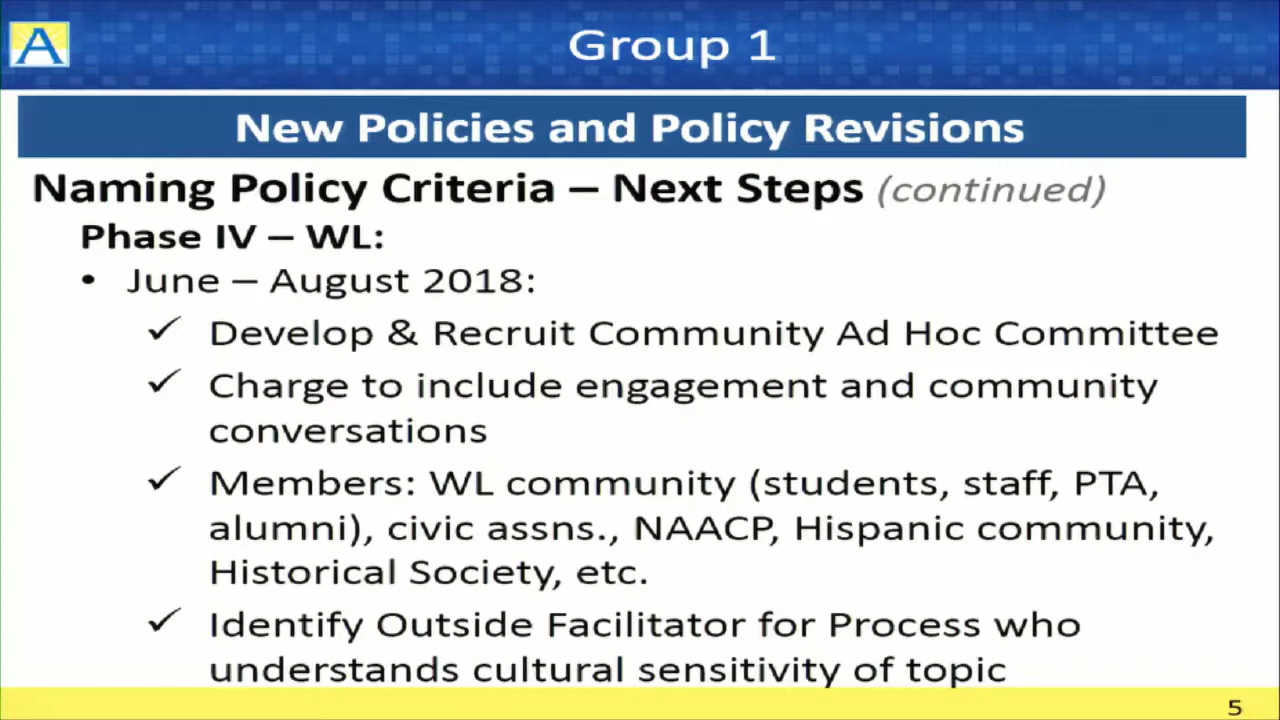 A
Group 1
New Policies and Policy Revisions
Naming Policy Criteria – Next Steps (continued)
Phase IV – WL:
• June – August 2018:
✓ Develop & Recruit Community Ad Hoc Committee
✓ Charge to include engagement and community
conversations
✓ Members: WL community (students, staff, PTA,
alumni), civic assns., NAACP, Hispanic community,
Historical Society, etc.
✓ Identify Outside Facilitator for Process who
understands cultural sensitivity of topic
5